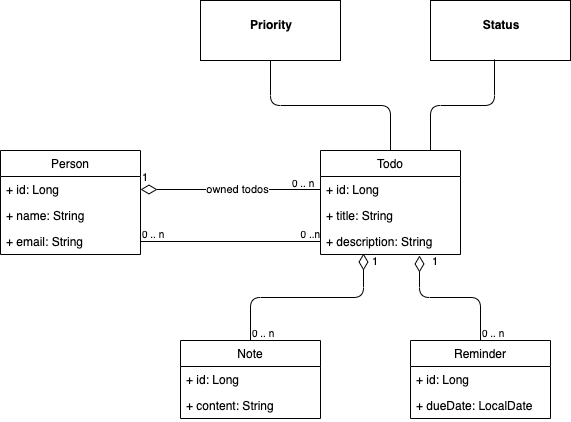 Priority
Status
Person
+ id: Long
+ name: String
+ email: String
1
owned todos
0 .. n
0 .. n
0 .. n
Todo
+ id: Long
+ title: String
+ description: String
1
1
0 .. n
0 .. n
Note
+ id: Long
+ content: String
Reminder
+ id: Long
+ dueDate: LocalDate